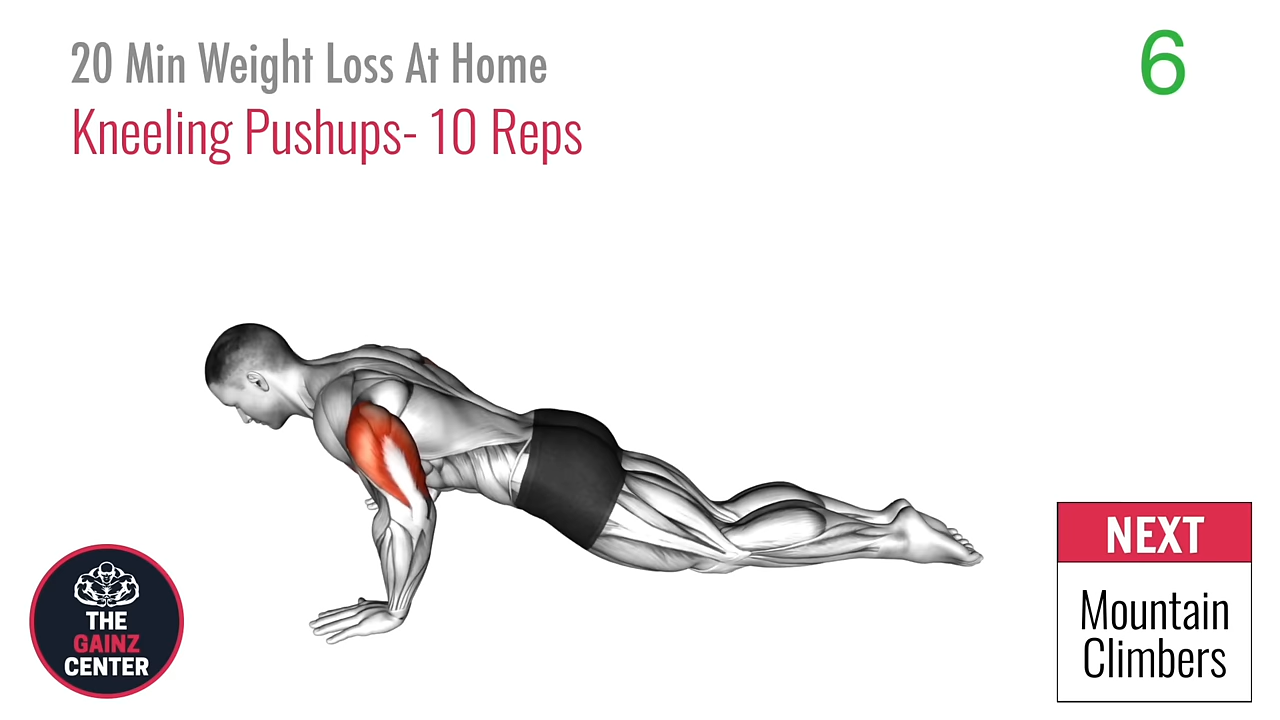 20 Min Weight Loss At Home
Kneeling Pushups- 10 Reps
6
THE
GAINZ
CENTER
NEXT
Mountain
Climbers